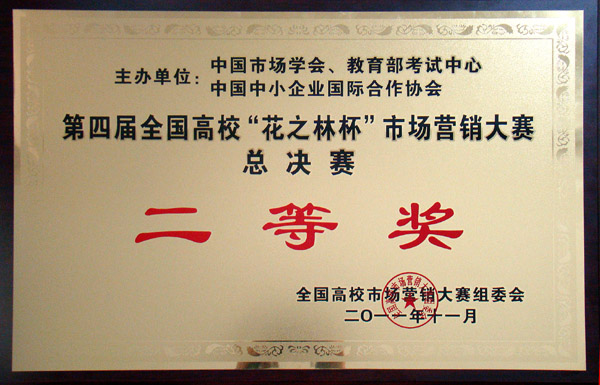 主办单位：中国市场学会、教育部考试中心
中国中小企业国际合作协会
第四届全国高校“花之林杯”市场营销大赛
总决赛
二等奖
全国高校市场营销大赛组委会
二〇一一年十一月